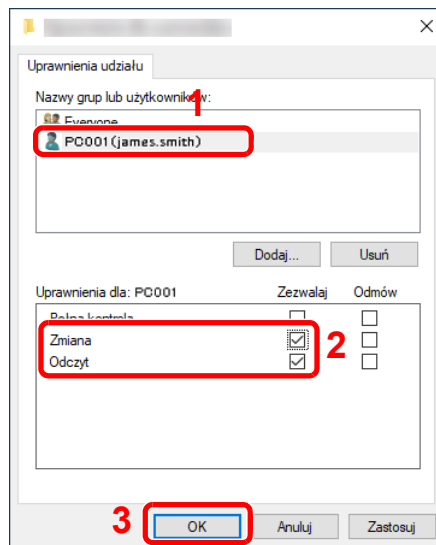 Uprawnienia udziału
Nazwy grup lub użytkowników:
1
Everyone
PC001(james.smith)
Dodaj... Usuń
Uprawnienia dla: PC001 Zezwalaj Odmów
Pełna kontrola
Zmiana
2
Odczyt
3
OK Anuluj Zastosuj